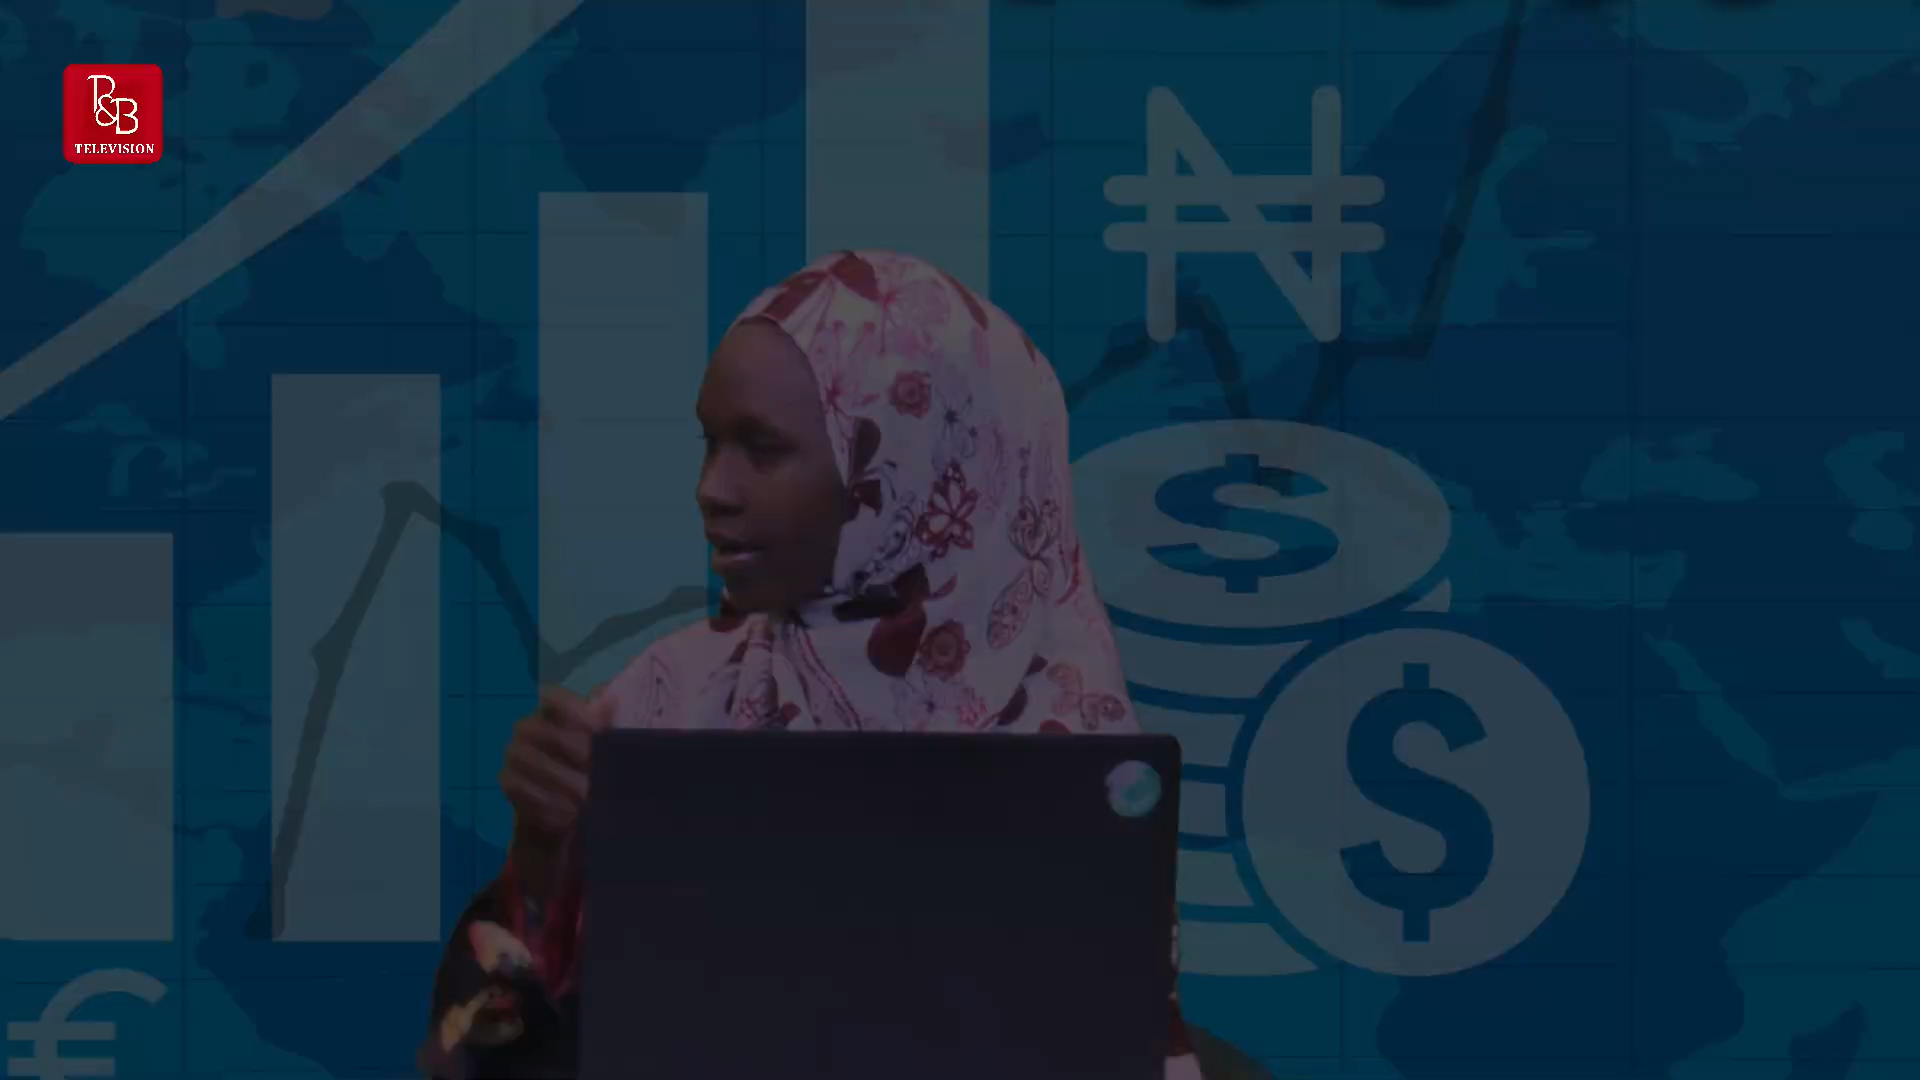 B&B
TELEVISION
₦
$
$
€